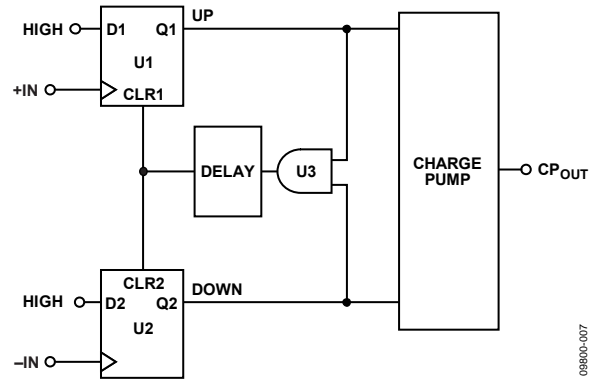 UP
HIGH D1 Q1
U1
+IN
CLR1
DELAY U3 CHARGE
PUMP CPOUT
CLR2 DOWN
HIGH D2 Q2
U2
–IN
09800-007